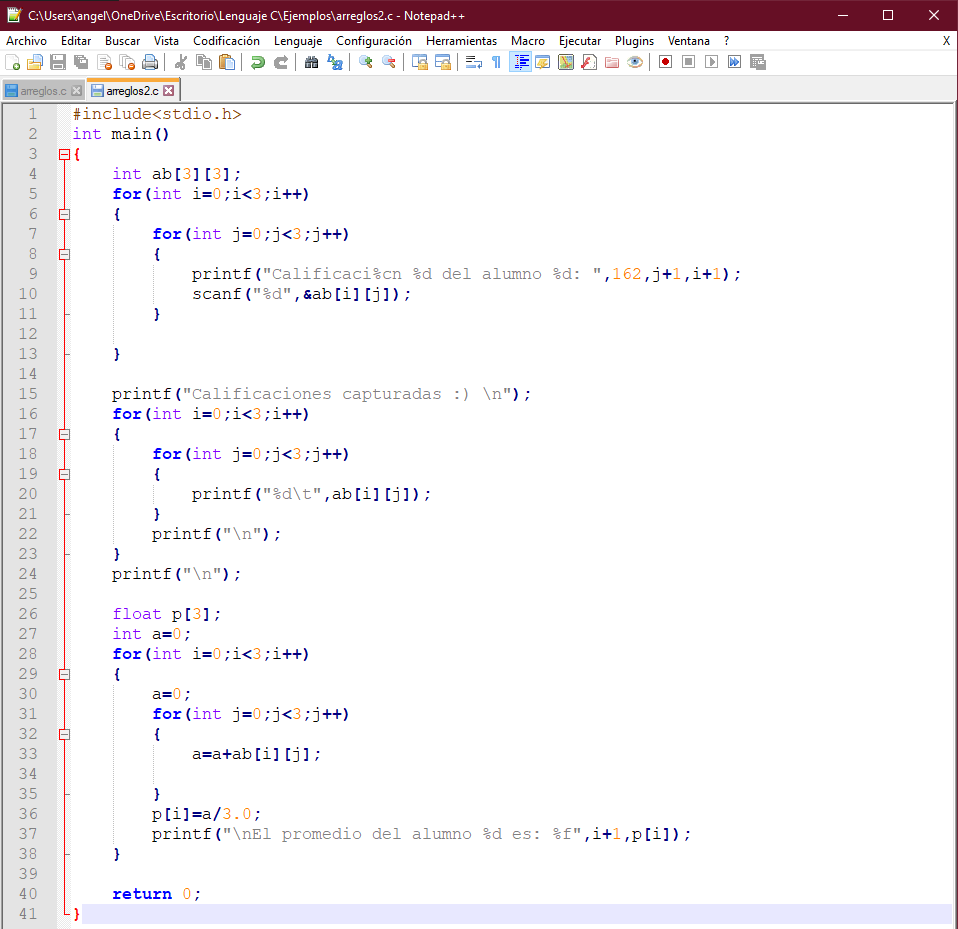 C:\Users\angel\OneDrive\Escritorio\Lenguaje C\Ejemplos\arreglos2.c - Notepad++
Archivo Editar Buscar Vista Codificación Lenguaje Configuración Herramientas Macro Ejecutar Plugins Ventana ? X
arreglos.c arreglos2.c
1 #include<stdio.h>
2 int main()
3 {
4     int ab[3][3];
5     for(int i=0;i<3;i++)
6     {
7         for(int j=0;j<3;j++)
8         {
9             printf("Calificaci%cn %d del alumno %d: ",162,j+1,i+1);
10             scanf("%d",&ab[i][j]);
11         }
12
13     }
14
15     printf("Calificaciones capturadas :) \n");
16     for(int i=0;i<3;i++)
17     {
18         for(int j=0;j<3;j++)
19         {
20             printf("%d\t",ab[i][j]);
21         }
22         printf("\n");
23     }
24     printf("\n");
25
26     float p[3];
27     int a=0;
28     for(int i=0;i<3;i++)
29     {
30         a=0;
31         for(int j=0;j<3;j++)
32         {
33             a=a+ab[i][j];
34
35         }
36         p[i]=a/3.0;
37         printf("\nEl promedio del alumno %d es: %f",i+1,p[i]);
38     }
39
40     return 0;
41 }